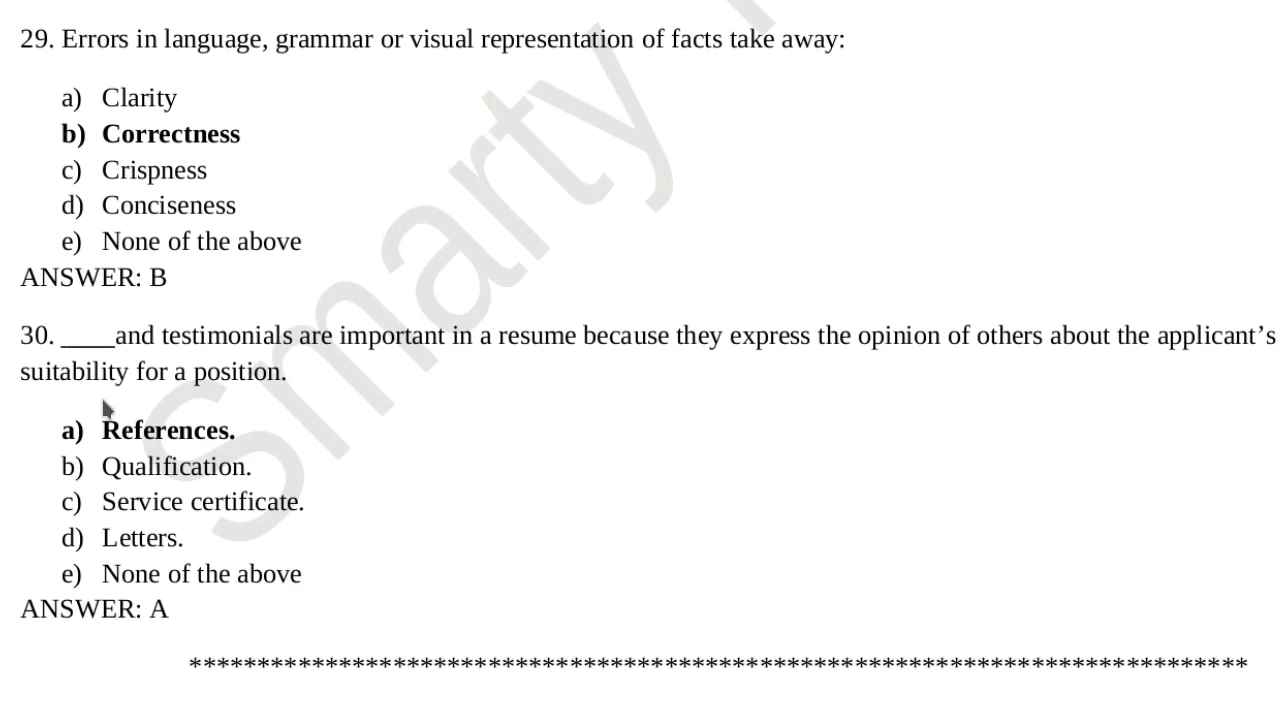 29. Errors in language, grammar or visual representation of facts take away:
a) Clarity
b) Correctness
c) Crispness
d) Conciseness
e) None of the above
ANSWER: B
30. ____and testimonials are important in a resume because they express the opinion of others about the applicant’s
suitability for a position.
a) References.
b) Qualification.
c) Service certificate.
d) Letters.
e) None of the above
ANSWER: A
******************************************************************************
Smarty